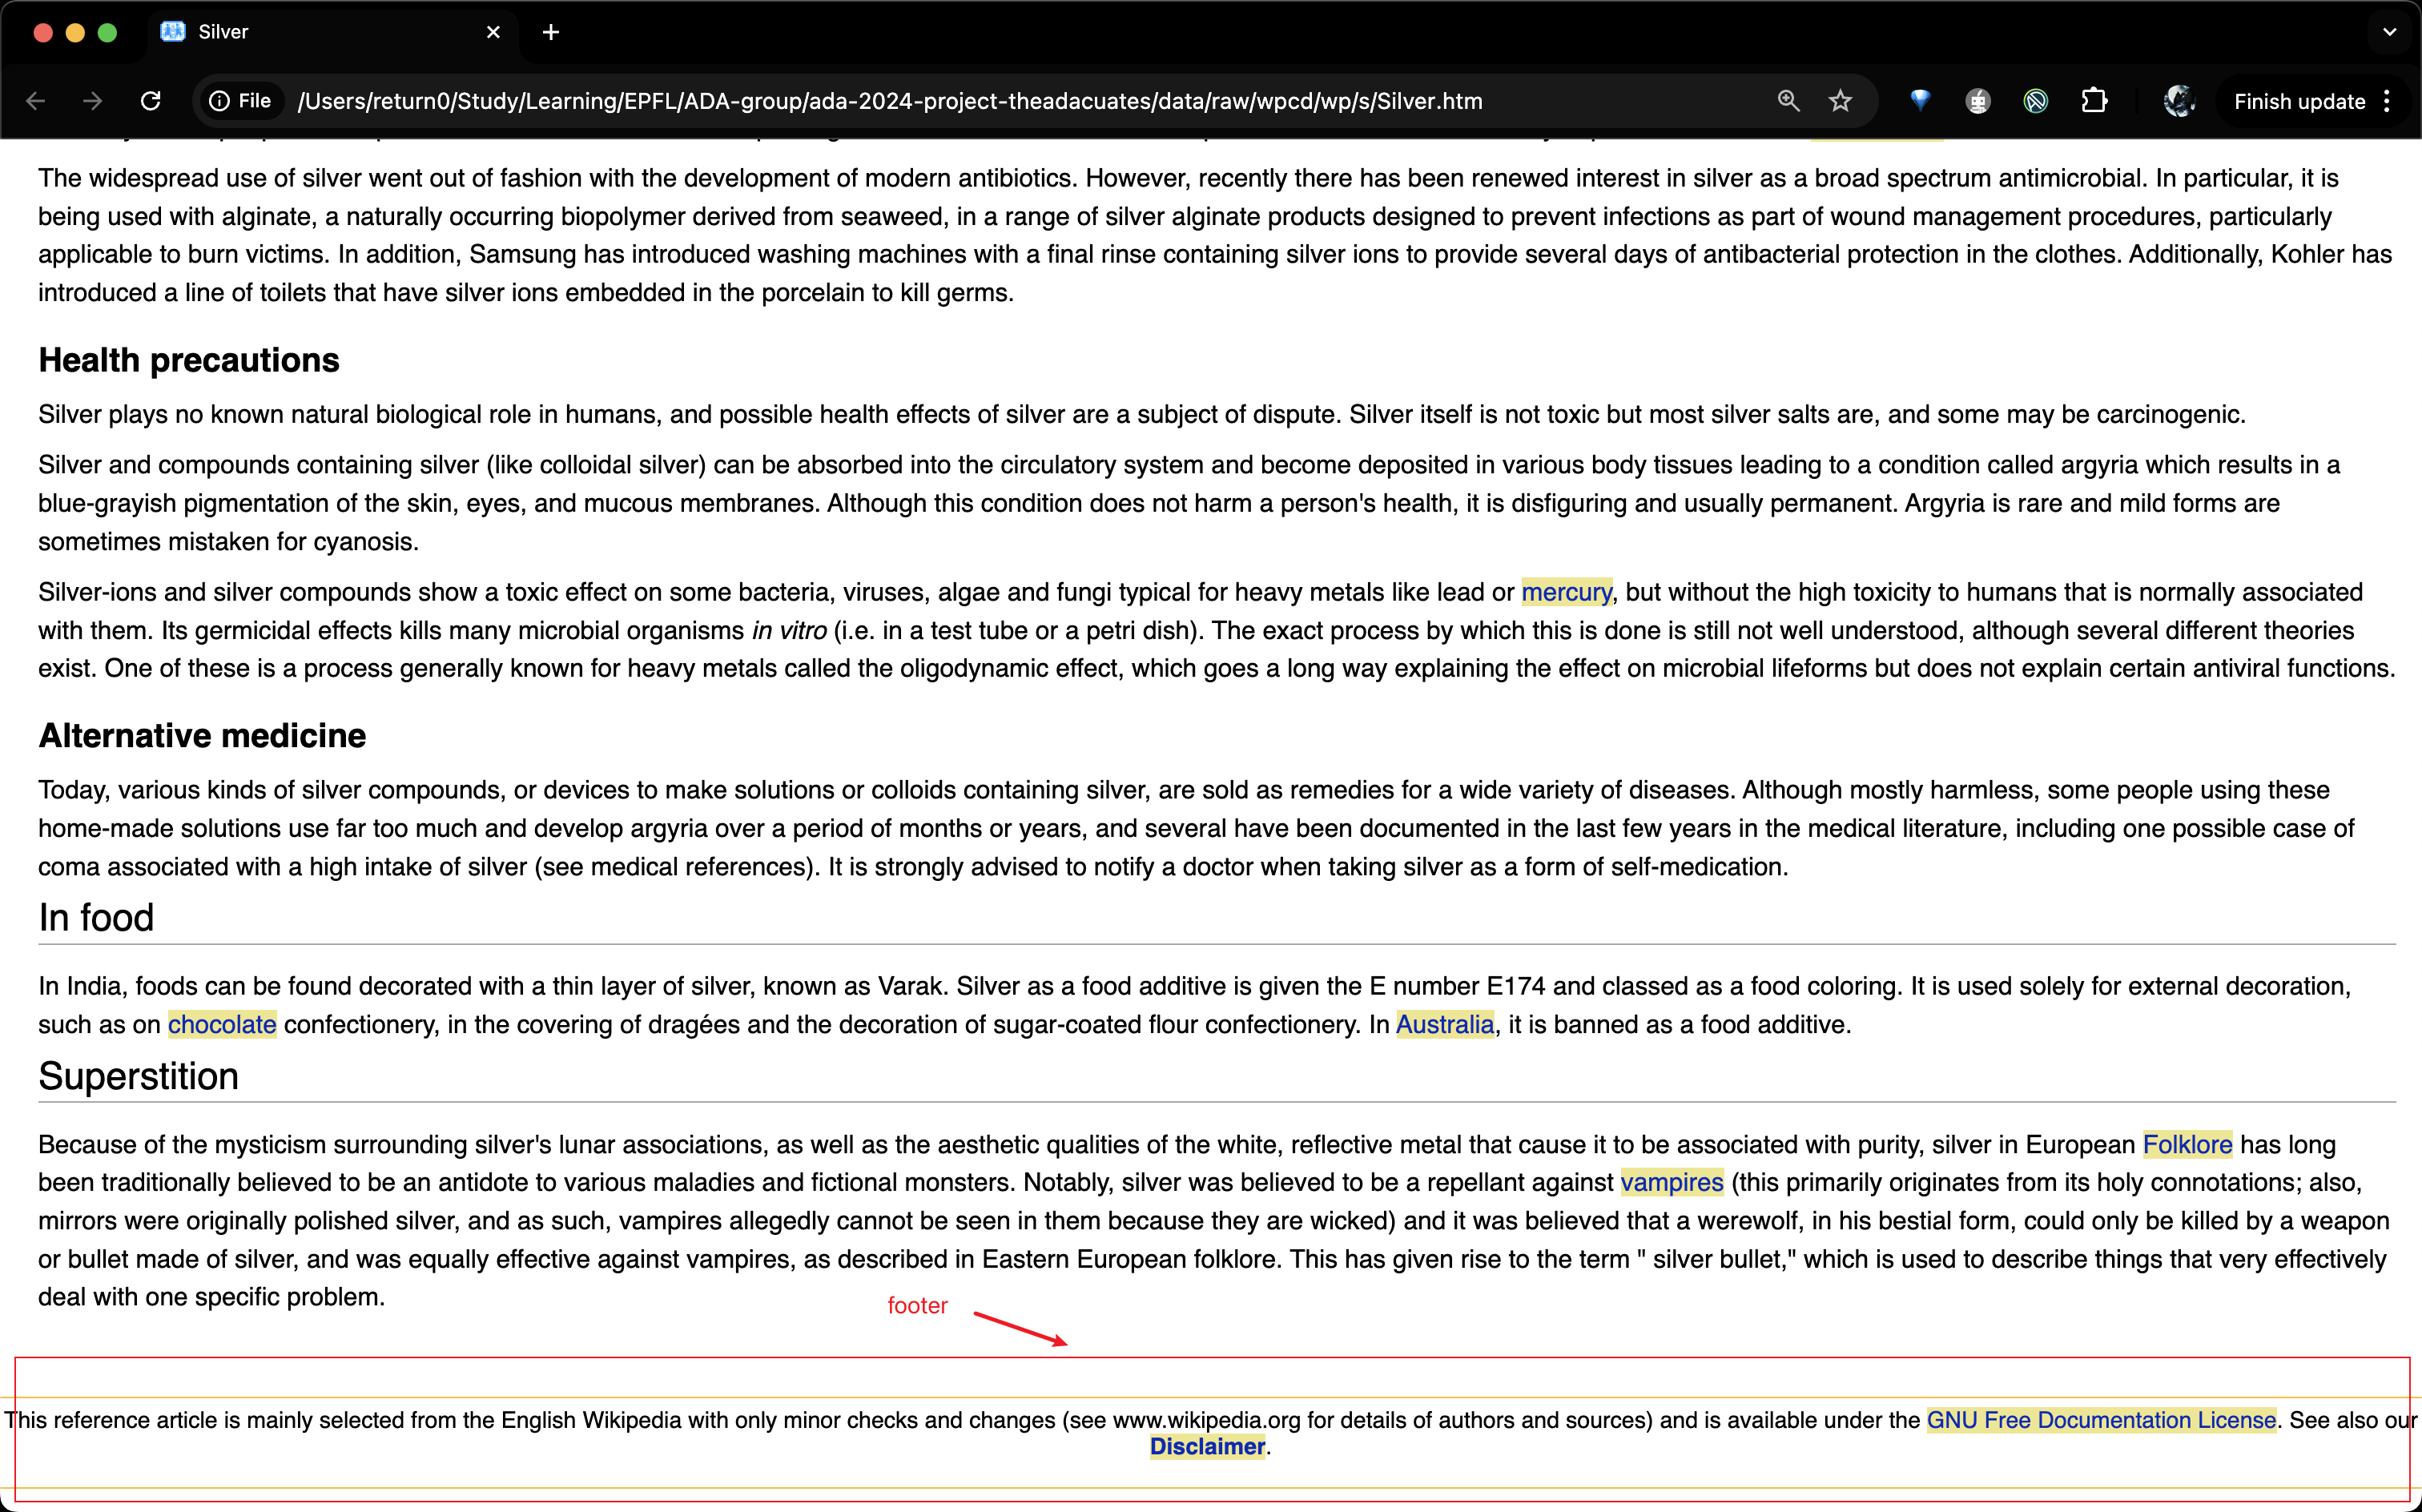 Silver
File
/Users/return0/Study/Learning/EPFL/ADA-group/ada-2024-project-theadacuates/data/raw/wpcd/wp/s/Silver.htm
Finish update
The widespread use of silver went out of fashion with the development of modern antibiotics. However, recently there has been renewed interest in silver as a broad spectrum antimicrobial. In particular, it is
being used with alginate, a naturally occurring biopolymer derived from seaweed, in a range of silver alginate products designed to prevent infections as part of wound management procedures, particularly
applicable to burn victims. In addition, Samsung has introduced washing machines with a final rinse containing silver ions to provide several days of antibacterial protection in the clothes. Additionally, Kohler has
introduced a line of toilets that have silver ions embedded in the porcelain to kill germs.
Health precautions
Silver plays no known natural biological role in humans, and possible health effects of silver are a subject of dispute. Silver itself is not toxic but most silver salts are, and some may be carcinogenic.
Silver and compounds containing silver (like colloidal silver) can be absorbed into the circulatory system and become deposited in various body tissues leading to a condition called argyria which results in a
blue-grayish pigmentation of the skin, eyes, and mucous membranes. Although this condition does not harm a person's health, it is disfiguring and usually permanent. Argyria is rare and mild forms are
sometimes mistaken for cyanosis.
Silver-ions and silver compounds show a toxic effect on some bacteria, viruses, algae and fungi typical for heavy metals like lead or mercury, but without the high toxicity to humans that is normally associated
with them. Its germicidal effects kills many microbial organisms in vitro (i.e. in a test tube or a petri dish). The exact process by which this is done is still not well understood, although several different theories
exist. One of these is a process generally known for heavy metals called the oligodynamic effect, which goes a long way explaining the effect on microbial lifeforms but does not explain certain antiviral functions.
Alternative medicine
Today, various kinds of silver compounds, or devices to make solutions or colloids containing silver, are sold as remedies for a wide variety of diseases. Although mostly harmless, some people using these
home-made solutions use far too much and develop argyria over a period of months or years, and several have been documented in the last few years in the medical literature, including one possible case of
coma associated with a high intake of silver (see medical references). It is strongly advised to notify a doctor when taking silver as a form of self-medication.
In food
In India, foods can be found decorated with a thin layer of silver, known as Varak. Silver as a food additive is given the E number E174 and classed as a food coloring. It is used solely for external decoration,
such as on chocolate confectionery, in the covering of dragées and the decoration of sugar-coated flour confectionery. In Australia, it is banned as a food additive.
Superstition
Because of the mysticism surrounding silver's lunar associations, as well as the aesthetic qualities of the white, reflective metal that cause it to be associated with purity, silver in European Folklore has long
been traditionally believed to be an antidote to various maladies and fictional monsters. Notably, silver was believed to be a repellant against vampires (this primarily originates from its holy connotations; also,
mirrors were originally polished silver, and as such, vampires allegedly cannot be seen in them because they are wicked) and it was believed that a werewolf, in his bestial form, could only be killed by a weapon
or bullet made of silver, and was equally effective against vampires, as described in Eastern European folklore. This has given rise to the term " silver bullet," which is used to describe things that very effectively
deal with one specific problem.
footer
This reference article is mainly selected from the English Wikipedia with only minor checks and changes (see www.wikipedia.org for details of authors and sources) and is available under the GNU Free Documentation License. See also our
Disclaimer.